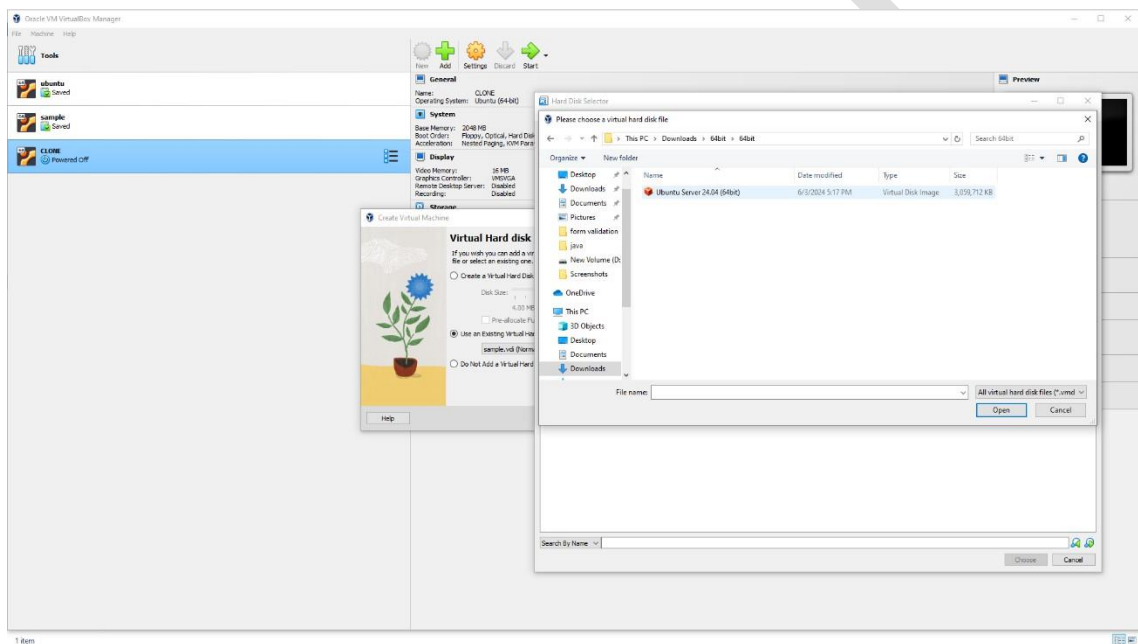 Oracle VM VirtualBox Manager
File Machine Help
Tools
New Add Settings Discard Start
ubuntu
Saved
sample
Saved
CLONE
Powered Off
General
Name: CLONE
Operating System: Ubuntu (64-bit)
System
Base Memory: 2048 MB
Boot Order: Floppy, Optical, Hard Disk
Acceleration: Nested Paging, KVM Para
Display
Video Memory: 16 MB
Graphics Controller: VMSVGA
Remote Desktop Server: Disabled
Recording: Disabled
Storage
Preview
Create Virtual Machine
Virtual Hard disk
If you wish you can add a vir
file or select an existing one.
Create a Virtual Hard Disk
Disk Size:
4.00 MB
Pre-allocate Fu
Use an Existing Virtual Har
sample.vdi (Norm
Do Not Add a Virtual Hard
Help
Hard Disk Selector
Please choose a virtual hard disk file
This PC > Downloads > 64bit > 64bit
Search 64bit
Organize New folder
Desktop
Downloads
Documents
Pictures
form validation
java
New Volume (D:
Screenshots
OneDrive
This PC
3D Objects
Desktop
Documents
Downloads
Name Date modified Type Size
Ubuntu Server 24.04 (64bit) 6/3/2024 5:17 PM Virtual Disk Image 3,059,712 KB
File name:
All virtual hard disk files (*.vmd
Open Cancel
Search By Name
Choose Cancel
1 item